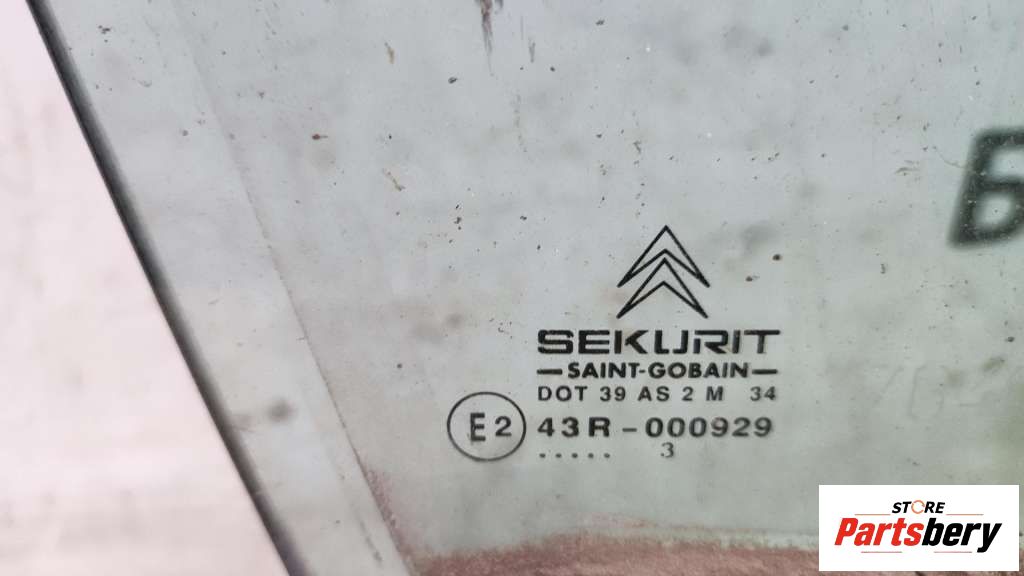 SEKURIT
SAINT-GOBAIN
DOT 39 AS 2 M 34
E2 43R-000929
..... 3
STORE
Partsbery